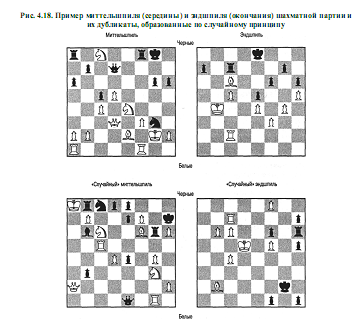 Рис. 4.18. Пример миттельшпиля (середины) и эндшпиля (окончания) шахматной партии и
их дубликаты, образованные по случайному принципу
Миттельшпиль Эндшпиль
Черные
Белые
«Случайный» миттельшпиль «Случайный» эндшпиль
Черные
Белые